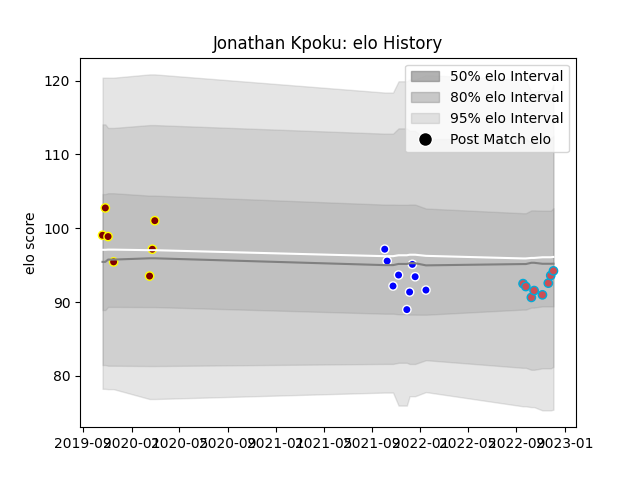 Jonathan Kpoku: elo History
50% elo Interval
80% elo Interval
95% elo Interval
Post Match elo
elo score
120
110
100
90
80
2019-09 2020-01 2020-05 2020-09 2021-01 2021-05 2021-09 2022-01 2022-05 2022-09 2023-01